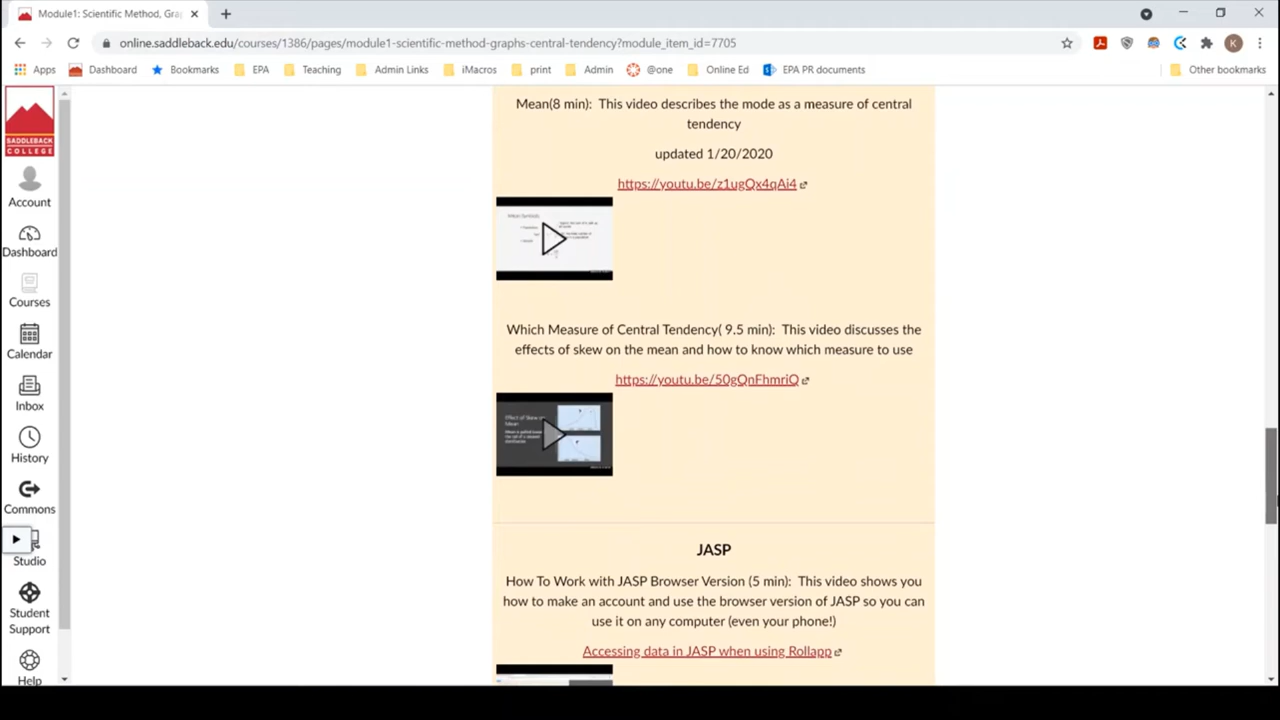 Module1: Scientific Method, Gra
online.saddleback.edu/courses/1386/pages/module1-scientific-method-graphs-central-tendency?module_item_id=7705
K
Apps Dashboard Bookmarks EPA Teaching Admin Links iMacros print Admin @one Online Ed EPA PR documents Other bookmarks
SADDLEBACK
COLLEGE
Account
Dashboard
Courses
Calendar
Inbox
History
Commons
Studio
Student
Support
Help
Mean(8 min): This video describes the mode as a measure of central
tendency
updated 1/20/2020
https://youtu.be/z1ugQx4qAi4
Which Measure of Central Tendency( 9.5 min): This video discusses the
effects of skew on the mean and how to know which measure to use
https://youtu.be/50gQnFhmriQ
JASP
How To Work with JASP Browser Version (5 min): This video shows you
how to make an account and use the browser version of JASP so you can
use it on any computer (even your phone!)
Accessing data in JASP when using Rollapp